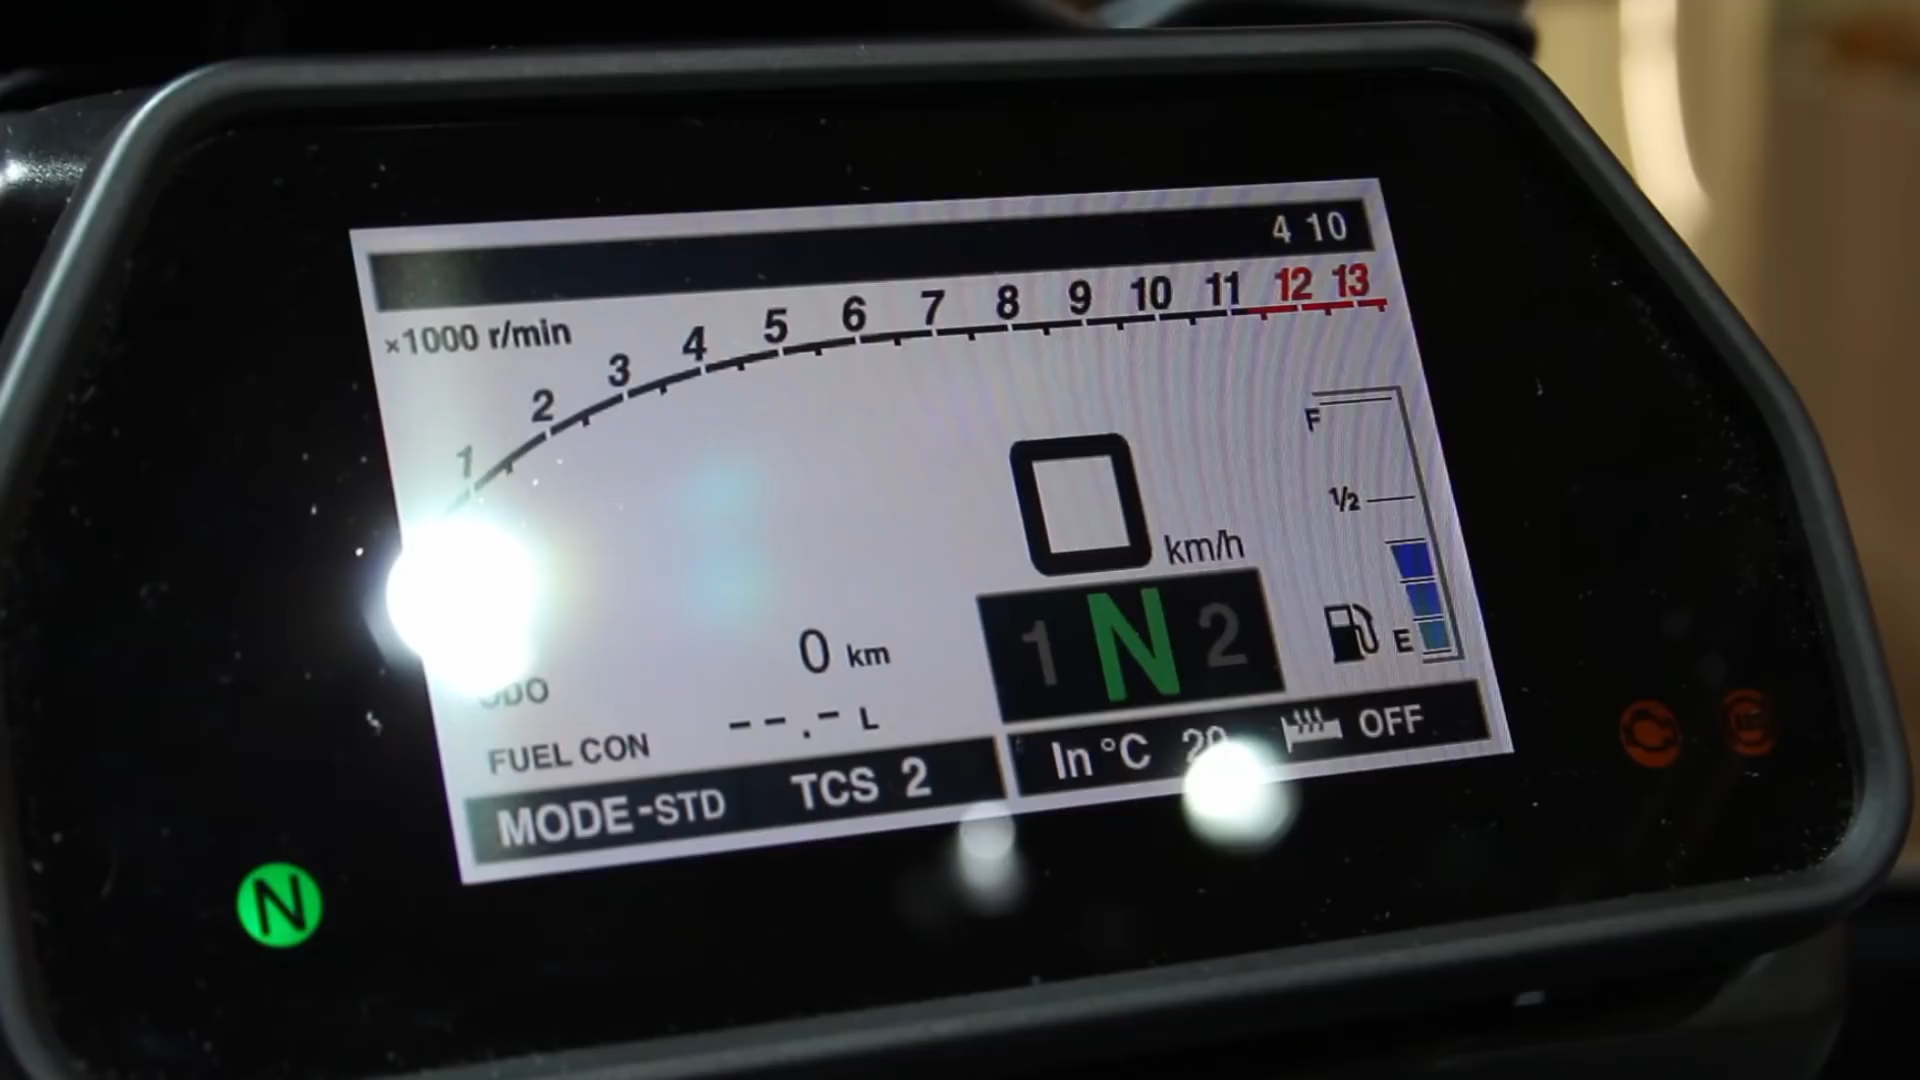 4 10
×1000 r/min
1 2 3 4 5 6 7 8 9 10 11 12 13
F
1/2
E
0 km/h
1 N 2
0 km
ODO
FUEL CON --.- L
MODE-STD TCS 2
In °C OFF
N